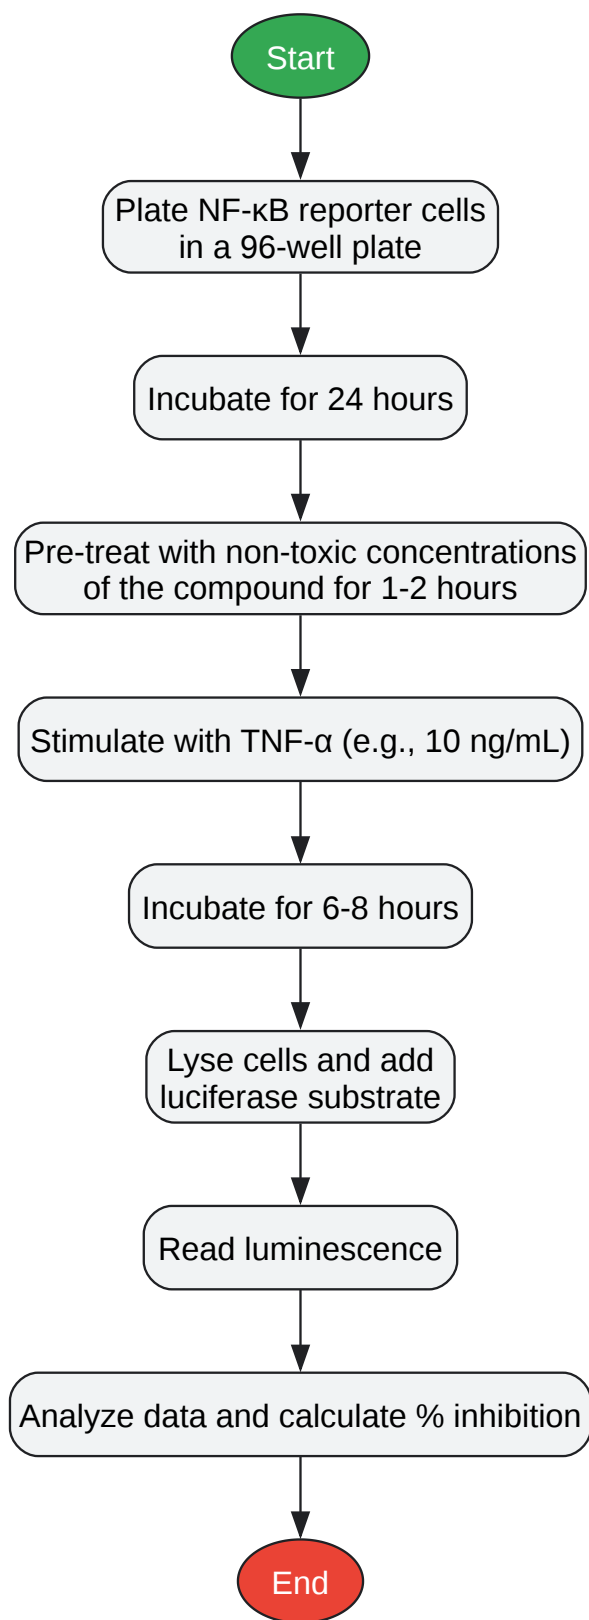 Start
Plate NF-κB reporter cells
in a 96-well plate
Incubate for 24 hours
Pre-treat with non-toxic concentrations
of the compound for 1-2 hours
Stimulate with TNF-α (e.g., 10 ng/mL)
Incubate for 6-8 hours
Lyse cells and add
luciferase substrate
Read luminescence
Analyze data and calculate % inhibition
End